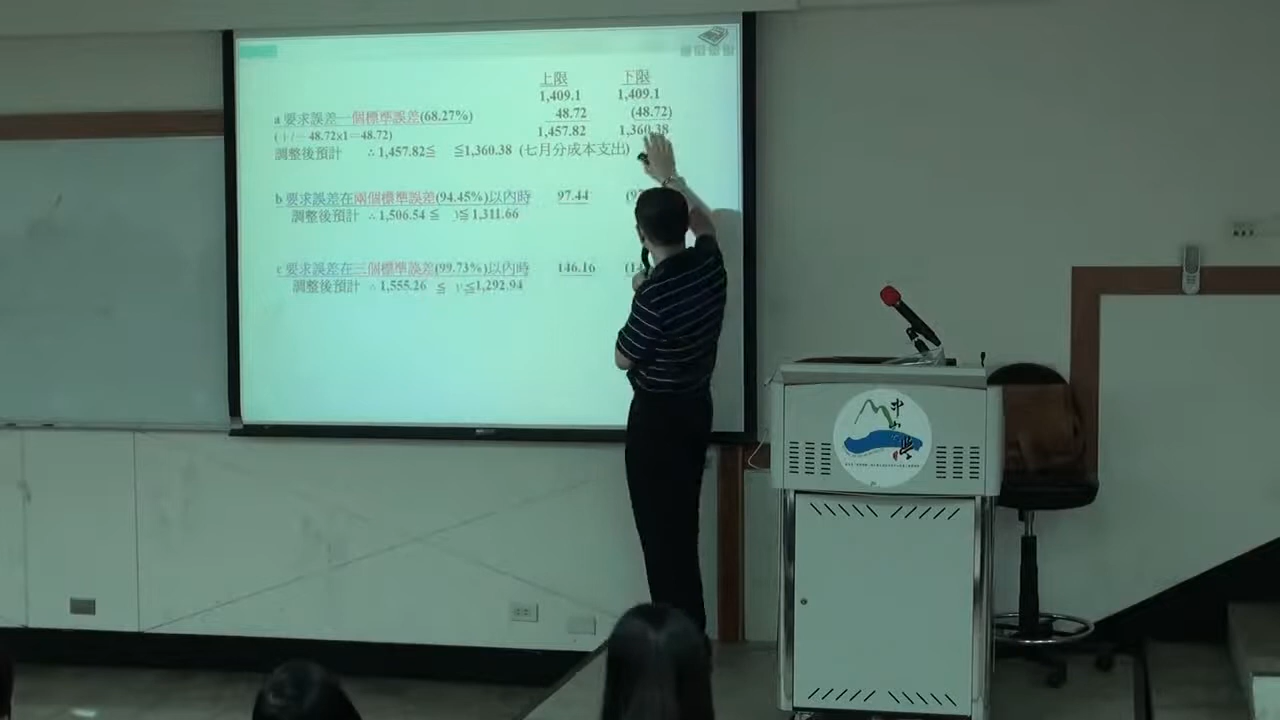 上限 下限
1,409.1 1,409.1
a 要求誤差一個標準誤差(68.27%) 48.72 (48.72)
(+/− 48.72x1＝48.72) 1,457.82 1,360.38
調整後預計 ∴ 1,457.82≦ ≦1,360.38 (七月分成本支出)
b 要求誤差在兩個標準誤差(94.45%)以內時 97.44
調整後預計 ∴ 1,506.54 ≦ y≦ 1,311.66
c 要求誤差在三個標準誤差(99.73%)以內時 146.16
調整後預計 ∴ 1,555.26 ≦ y≦1,292.94
中
興